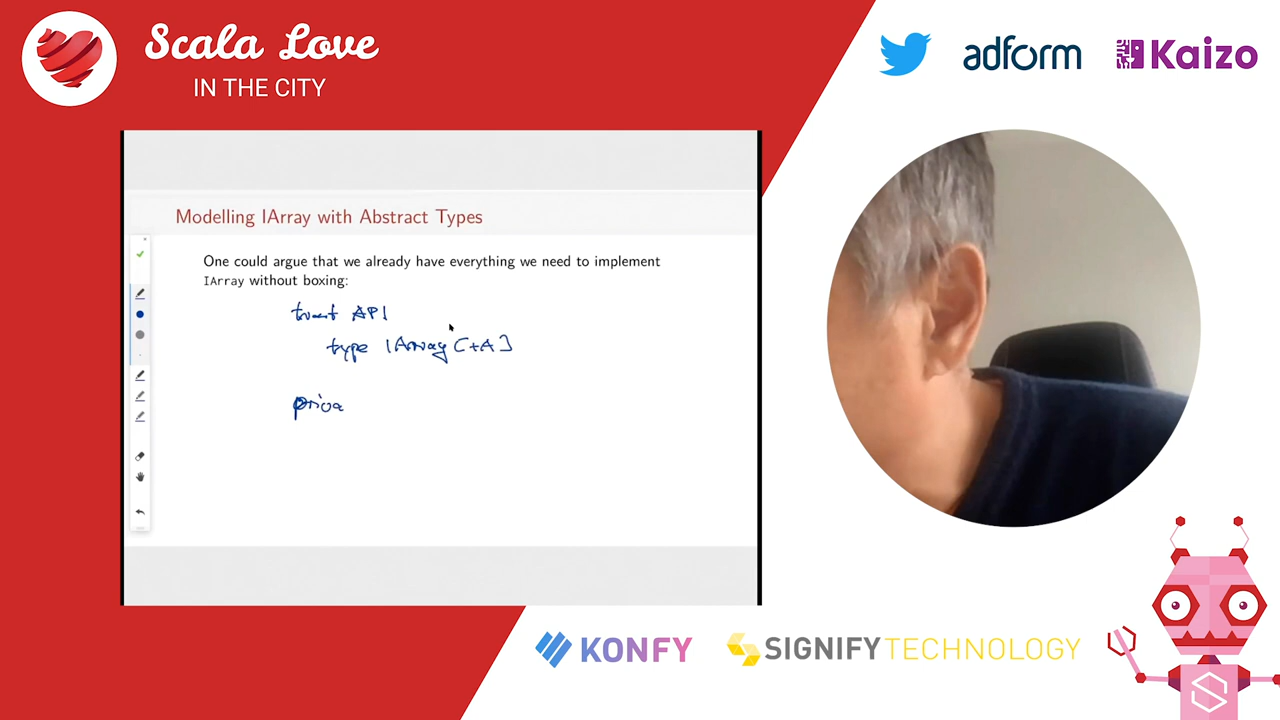 Scala Love
IN THE CITY
adform
Kaizo
Modelling IArray with Abstract Types
One could argue that we already have everything we need to implement
IArray without boxing:
trait API
type IArray [+A]
priva
KONFY
SIGNIFY TECHNOLOGY